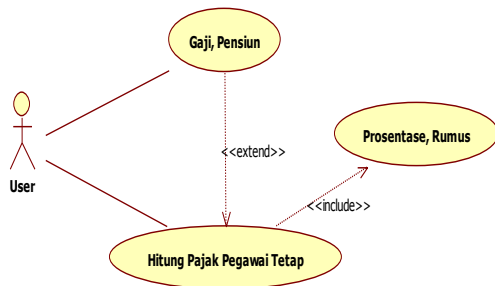 Gaji, Pensiun
<<extend>>
Prosentase, Rumus
User
<<include>>
Hitung Pajak Pegawai Tetap